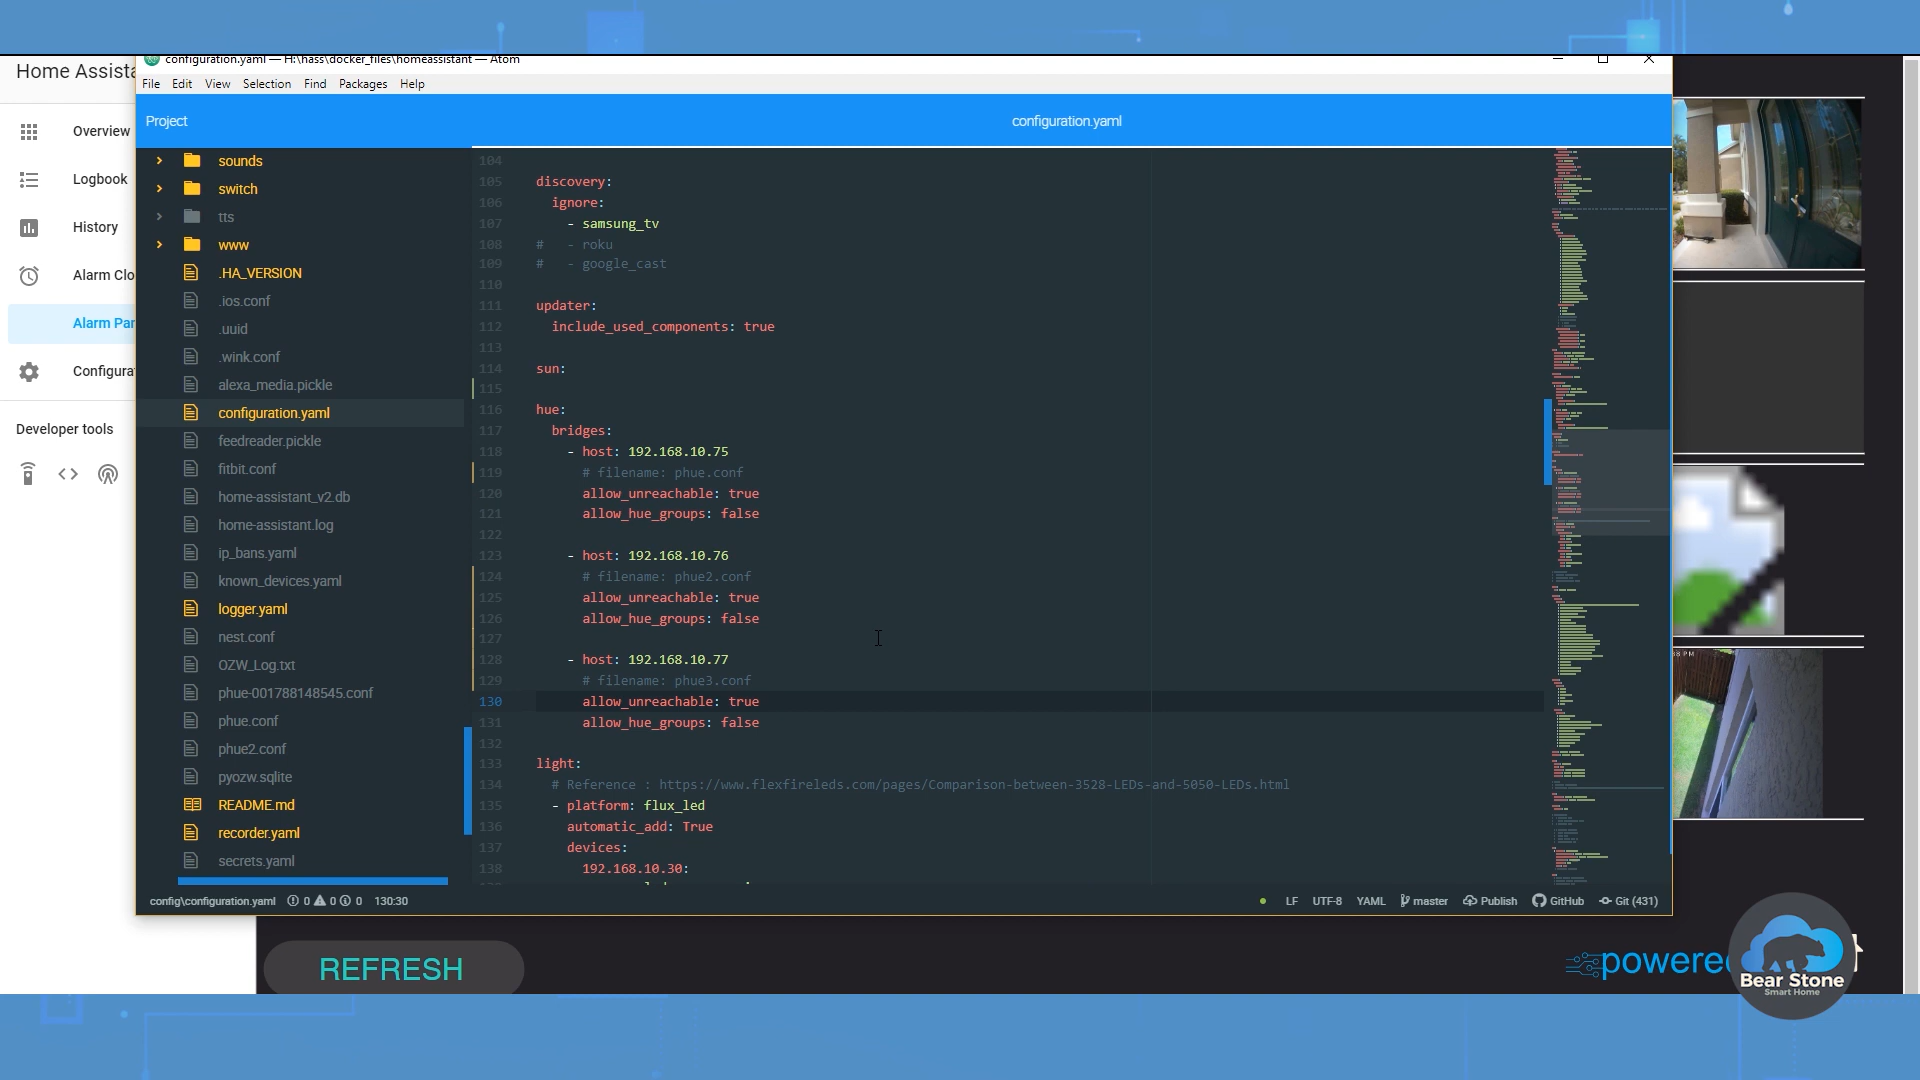 Home Assista
configuration.yaml — H:\hass\docker_files\homeassistant — Atom
File Edit View Selection Find Packages Help
Project
configuration.yaml
Overview
Logbook
History
Alarm Clo
Alarm Par
Configura
Developer tools
sounds
switch
tts
www
.HA_VERSION
.ios.conf
.uuid
.wink.conf
alexa_media.pickle
configuration.yaml
feedreader.pickle
fitbit.conf
home-assistant_v2.db
home-assistant.log
ip_bans.yaml
known_devices.yaml
logger.yaml
nest.conf
OZW_Log.txt
phue-001788148545.conf
phue.conf
phue2.conf
pyozw.sqlite
README.md
recorder.yaml
secrets.yaml
104
105 discovery:
106 ignore:
107 - samsung_tv
108 # - roku
109 # - google_cast
110
111 updater:
112 include_used_components: true
113
114 sun:
115
116 hue:
117 bridges:
118 - host: 192.168.10.75
119 # filename: phue.conf
120 allow_unreachable: true
121 allow_hue_groups: false
122
123 - host: 192.168.10.76
124 # filename: phue2.conf
125 allow_unreachable: true
126 allow_hue_groups: false
127
128 - host: 192.168.10.77
129 # filename: phue3.conf
130 allow_unreachable: true
131 allow_hue_groups: false
132
133 light:
134 # Reference : https://www.flexfireleds.com/pages/Comparison-between-3528-LEDs-and-5050-LEDs.html
135 - platform: flux_led
136 automatic_add: True
137 devices:
138 192.168.10.30:
config\configuration.yaml 0 0 0 130:30
LF UTF-8 YAML master Publish GitHub Git (431)
REFRESH
powered
Bear Stone
Smart Home